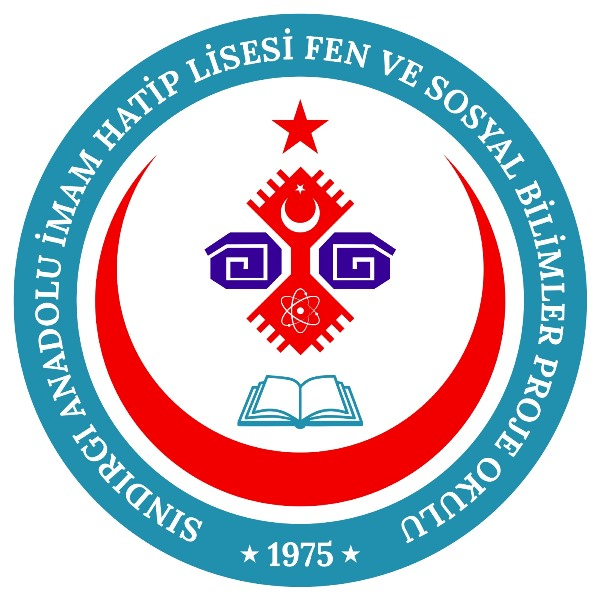 SINDIRGI ANADOLU İMAM HATİP LİSESİ FEN VE SOSYAL BİLİMLER PROJE OKULU
1975